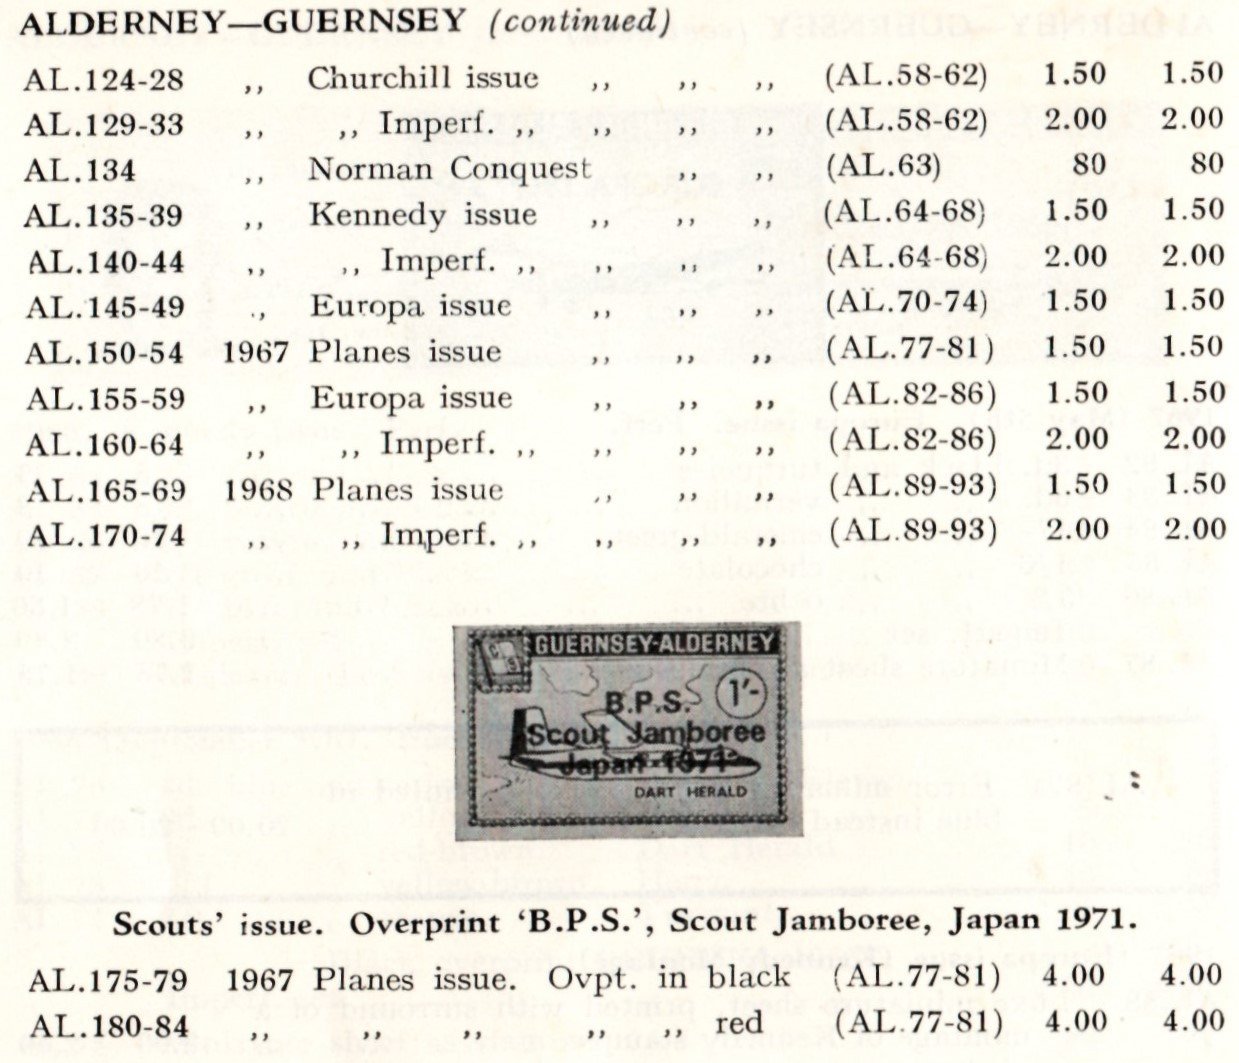 ALDERNEY—GUERNSEY (continued)
AL.124-28 ,, Churchill issue ,, ,, ,, (AL.58-62) 1.50 1.50
AL.129-33 ,, ,, Imperf. ,, ,, ,, ,, (AL.58-62) 2.00 2.00
AL.134 ,, Norman Conquest ,, ,, (AL.63) 80 80
AL.135-39 ,, Kennedy issue ,, ,, ,, (AL.64-68) 1.50 1.50
AL.140-44 ,, ,, Imperf. ,, ,, ,, ,, (AL.64-68) 2.00 2.00
AL.145-49 ,, Europa issue ,, ,, ,, (AL.70-74) 1.50 1.50
AL.150-54 1967 Planes issue ,, ,, ,, (AL.77-81) 1.50 1.50
AL.155-59 ,, Europa issue ,, ,, ,, (AL.82-86) 1.50 1.50
AL.160-64 ,, ,, Imperf. ,, ,, ,, ,, (AL.82-86) 2.00 2.00
AL.165-69 1968 Planes issue ,, ,, ,, (AL.89-93) 1.50 1.50
AL.170-74 ,, ,, Imperf. ,, ,, ,, ,, (AL.89-93) 2.00 2.00
GUERNSEY-ALDERNEY
B.P.S. 1'-
Scout Jamboree
Japan 1971
DART HERALD
Scouts' issue. Overprint 'B.P.S.', Scout Jamboree, Japan 1971.
AL.175-79 1967 Planes issue. Ovpt. in black (AL.77-81) 4.00 4.00
AL.180-84 ,, ,, ,, ,, ,, red (AL.77-81) 4.00 4.00